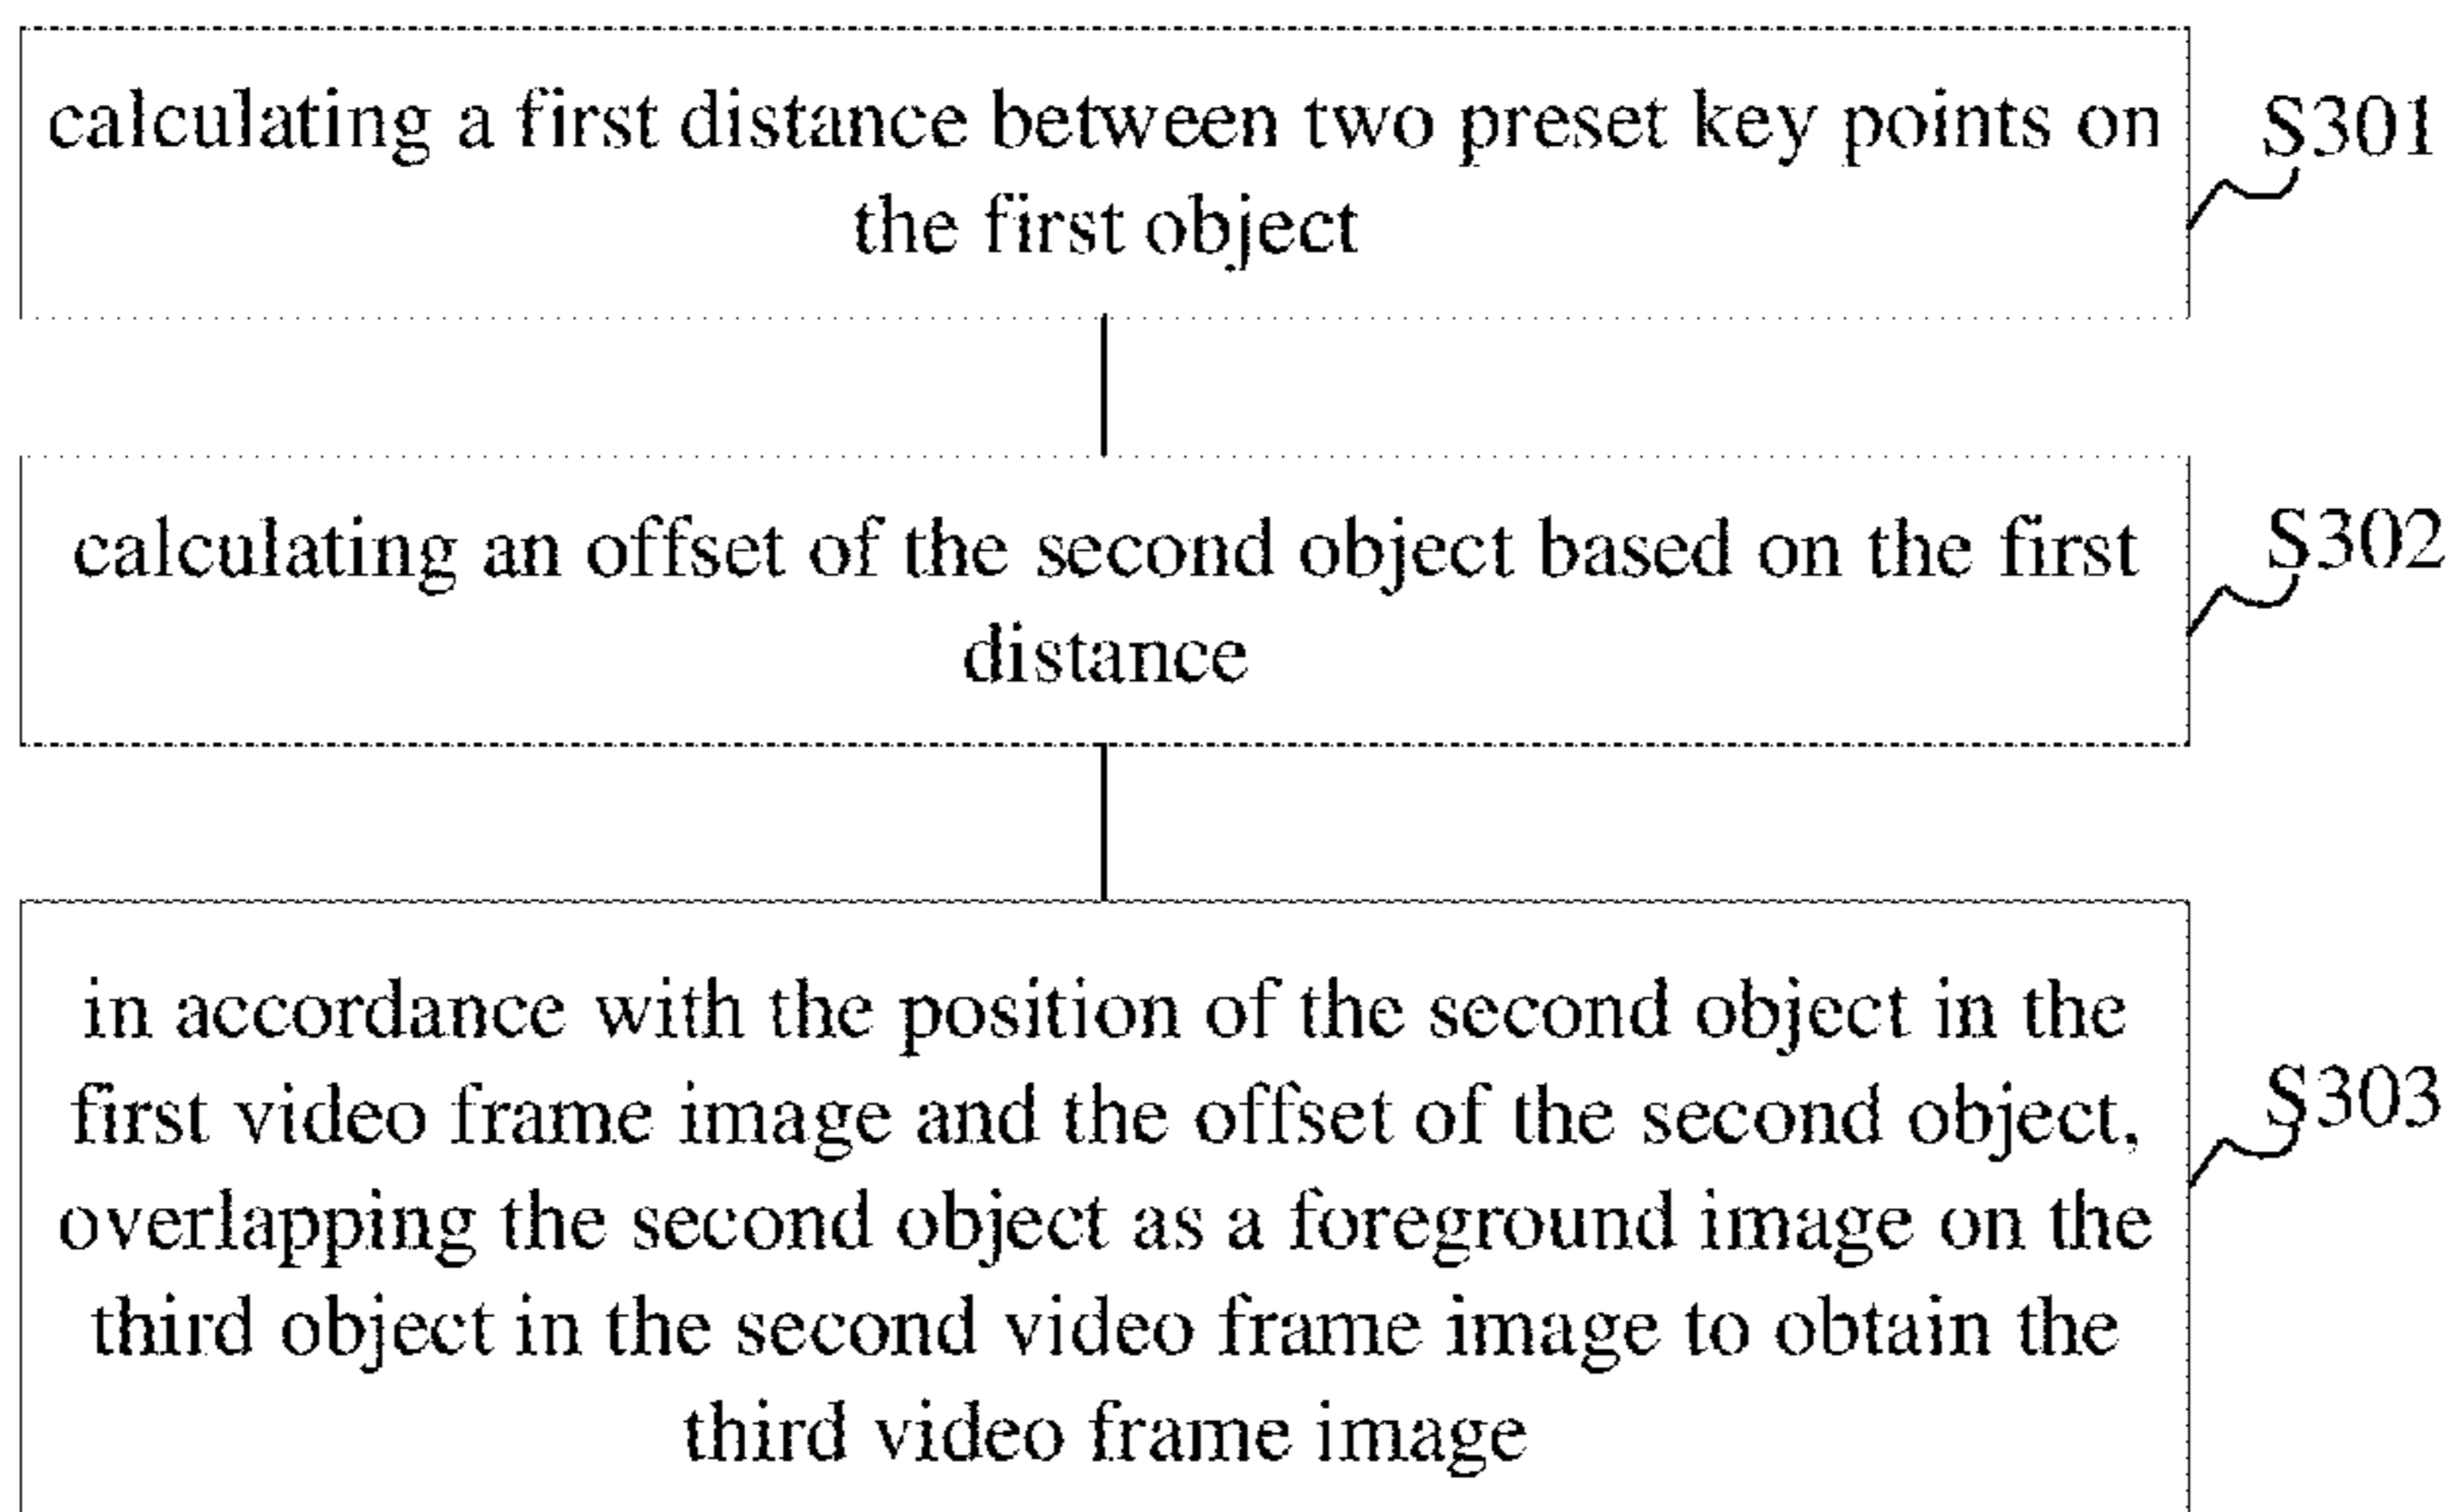 calculating a first distance between two preset key points on
the first object
S301
calculating an offset of the second object based on the first
distance
S302
in accordance with the position of the second object in the
first video frame image and the offset of the second object,
overlapping the second object as a foreground image on the
third object in the second video frame image to obtain the
third video frame image
S303